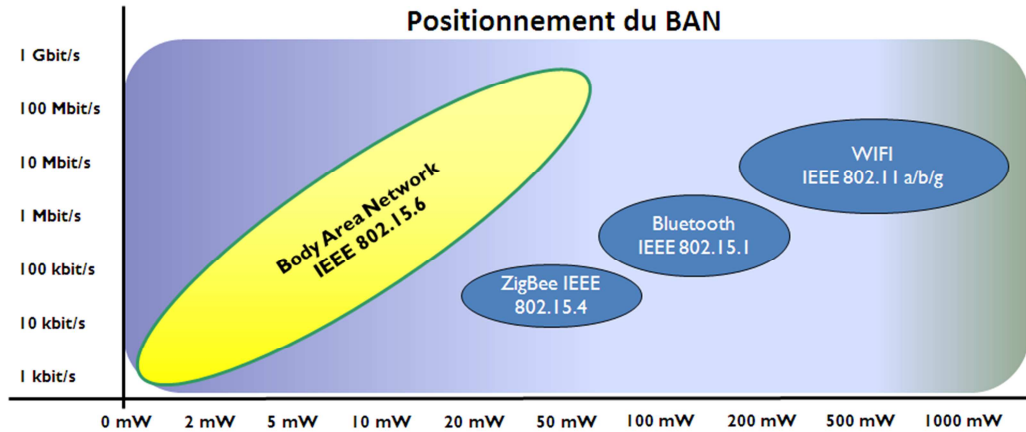 Positionnement du BAN
1 Gbit/s
100 Mbit/s
10 Mbit/s
1 Mbit/s
100 kbit/s
10 kbit/s
1 kbit/s
Body Area Network
IEEE 802.15.6
ZigBee IEEE
802.15.4
Bluetooth
IEEE 802.15.1
WIFI
IEEE 802.11 a/b/g
0 mW 2 mW 5 mW 10 mW 20 mW 50 mW 100 mW 200 mW 500 mW 1000 mW